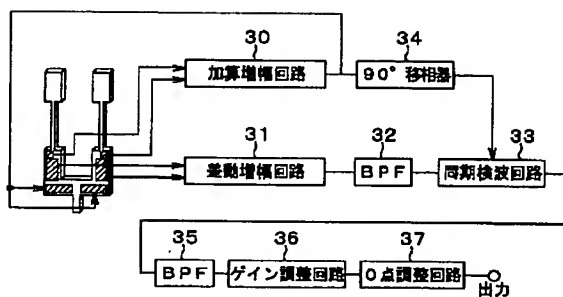 30
加算増幅回路
34
90°移相器
31
差動増幅回路
32
BPF
33
同期検波回路
35
BPF
36
ゲイン調整回路
37
0点調整回路
出力